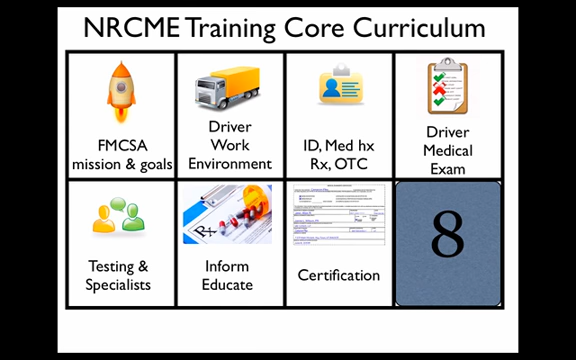 NRCME Training Core Curriculum
FMCSA
mission & goals
Driver
Work
Environment
ID, Med hx
Rx, OTC
Driver
Medical
Exam
Testing &
Specialists
Inform
Educate
Certification
8